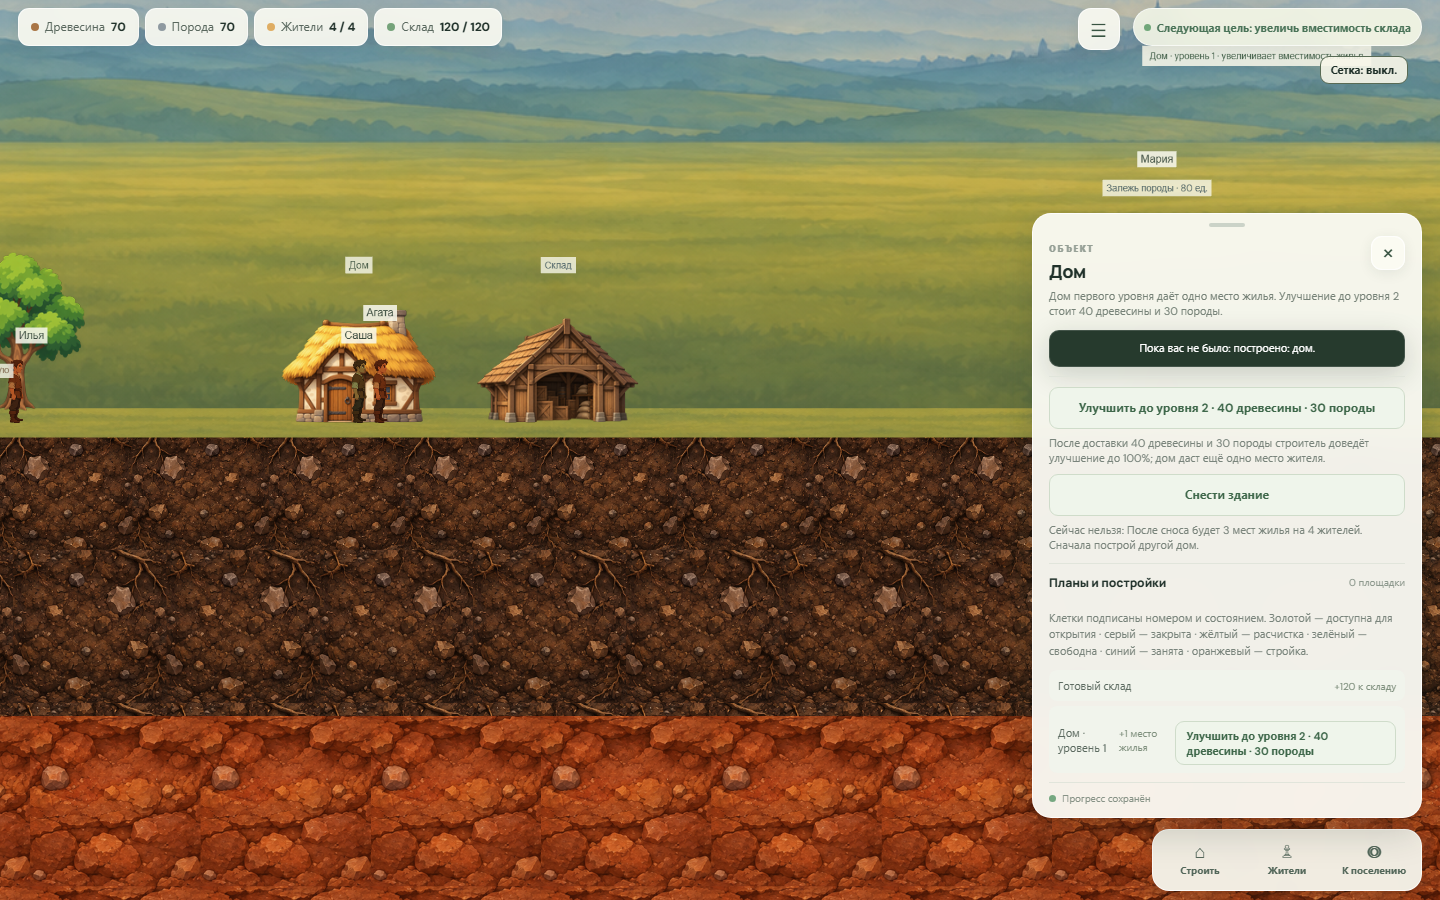 Древесина 70
Порода 70
Жители 4 / 4
Склад 120 / 120
☰
Следующая цель: увеличь вместимость склада
Дом · уровень 1 · увеличивает вместимость жилья
Сетка: выкл.
Мария
Залежь породы · 80 ед.
Дом
Склад
Агата
Саша
Илья
ло
ОБЪЕКТ
Дом
Дом первого уровня даёт одно место жилья. Улучшение до уровня 2
стоит 40 древесины и 30 породы.
Пока вас не было: построено: дом.
Улучшить до уровня 2 · 40 древесины · 30 породы
После доставки 40 древесины и 30 породы строитель доведёт
улучшение до 100%; дом даст ещё одно место жителя.
Снести здание
Сейчас нельзя: После сноса будет 3 мест жилья на 4 жителей.
Сначала построй другой дом.
Планы и постройки
0 площадки
Клетки подписаны номером и состоянием. Золотой — доступна для
открытия · серый — закрыта · жёлтый — расчистка · зелёный —
свободна · синий — занята · оранжевый — стройка.
Готовый склад
+120 к складу
Дом ·
уровень 1
+1 место
жилья
Улучшить до уровня 2 · 40
древесины · 30 породы
Прогресс сохранён
Строить
Жители
К поселению